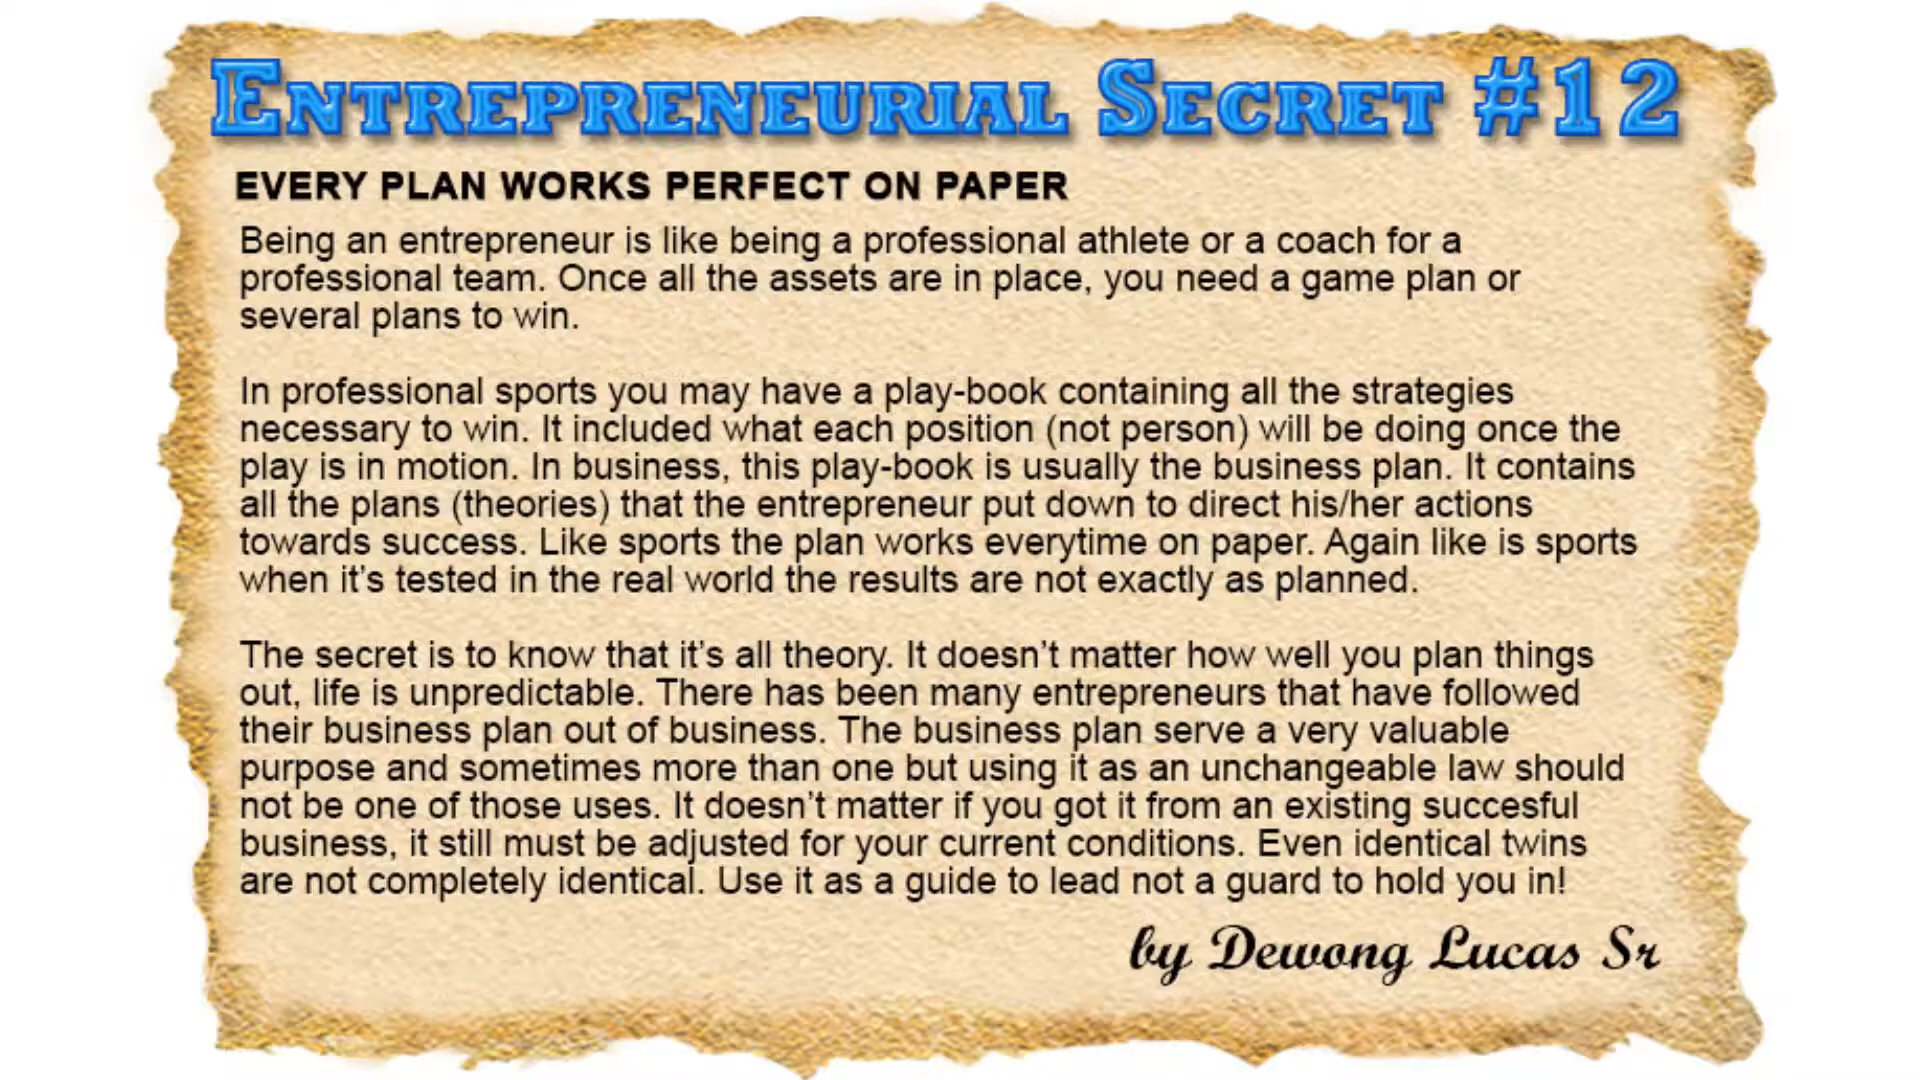 Entrepreneurial Secret #12
EVERY PLAN WORKS PERFECT ON PAPER
Being an entrepreneur is like being a professional athlete or a coach for a
professional team. Once all the assets are in place, you need a game plan or
several plans to win.
In professional sports you may have a play-book containing all the strategies
necessary to win. It included what each position (not person) will be doing once the
play is in motion. In business, this play-book is usually the business plan. It contains
all the plans (theories) that the entrepreneur put down to direct his/her actions
towards success. Like sports the plan works everytime on paper. Again like is sports
when it's tested in the real world the results are not exactly as planned.
The secret is to know that it's all theory. It doesn't matter how well you plan things
out, life is unpredictable. There has been many entrepreneurs that have followed
their business plan out of business. The business plan serve a very valuable
purpose and sometimes more than one but using it as an unchangeable law should
not be one of those uses. It doesn't matter if you got it from an existing succesful
business, it still must be adjusted for your current conditions. Even identical twins
are not completely identical. Use it as a guide to lead not a guard to hold you in!
by Dewong Lucas Sr